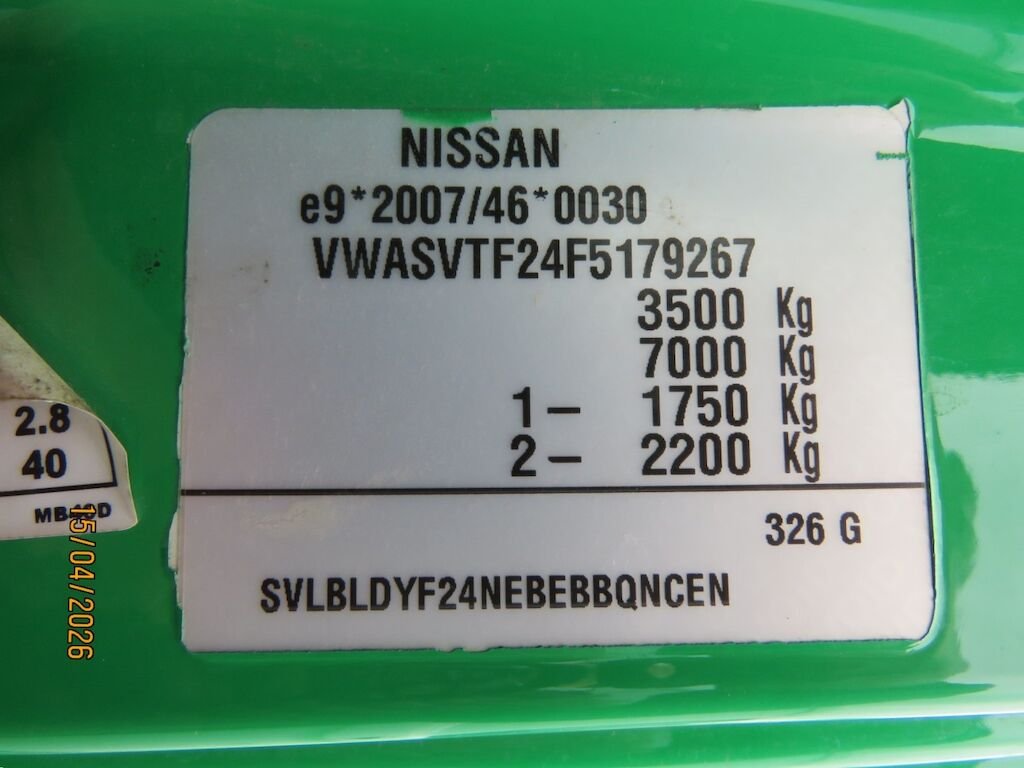 NISSAN
e9*2007/46*0030
VWASVTF24F5179267
3500 Kg
7000 Kg
1- 1750 Kg
2- 2200 Kg
326 G
SVLBLDYF24NEBEBBQNCEN
2.8
40
15/04/2026